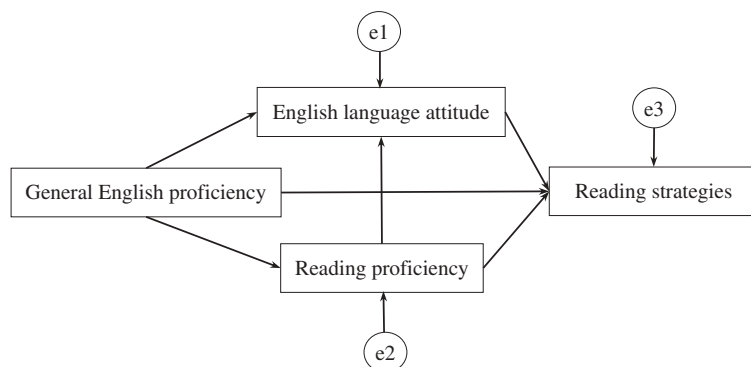 e1
English language attitude
e3
General English proficiency
Reading strategies
Reading proficiency
e2